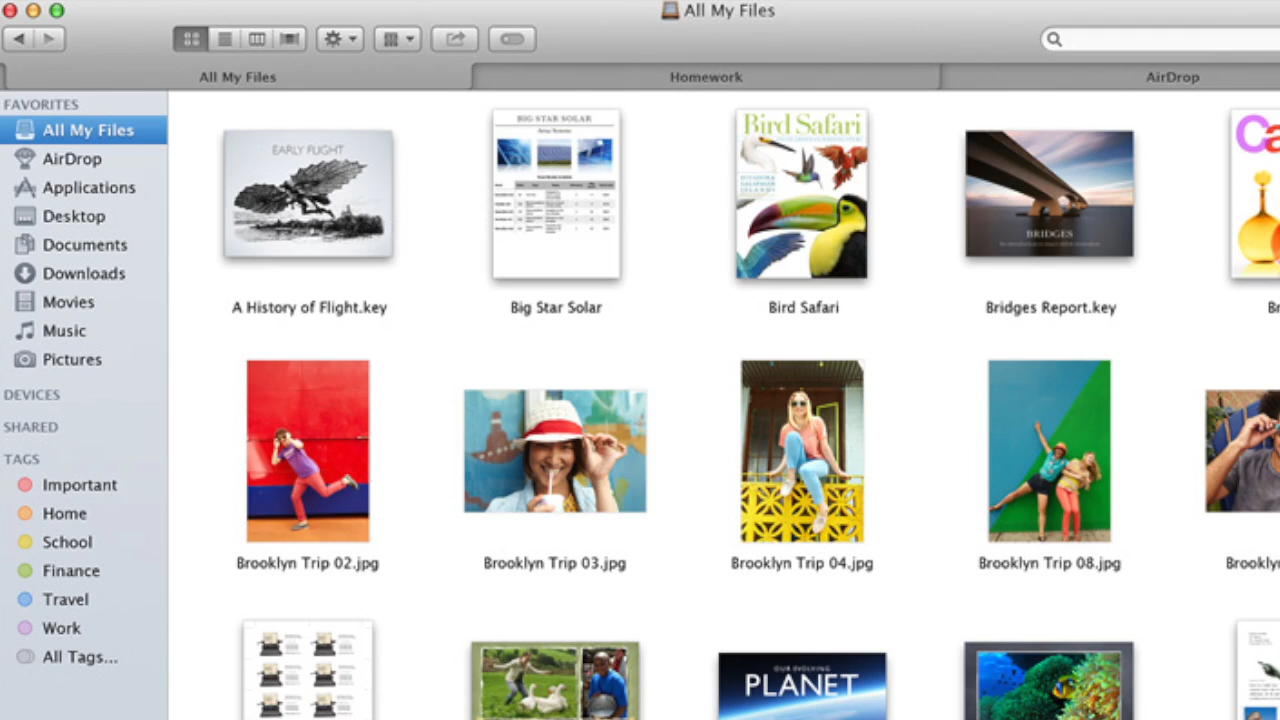 All My Files
All My Files
Homework
AirDrop
FAVORITES
All My Files
AirDrop
Applications
Desktop
Documents
Downloads
Movies
Music
Pictures
DEVICES
SHARED
TAGS
Important
Home
School
Finance
Travel
Work
All Tags...
EARLY FLIGHT
BIG STAR SOLAR
Bird Safari
BRIDGES
Ca
A History of Flight.key
Big Star Solar
Bird Safari
Bridges Report.key
Br
Brooklyn Trip 02.jpg
Brooklyn Trip 03.jpg
Brooklyn Trip 04.jpg
Brooklyn Trip 08.jpg
Brookly
OUR EVOLVING
PLANET